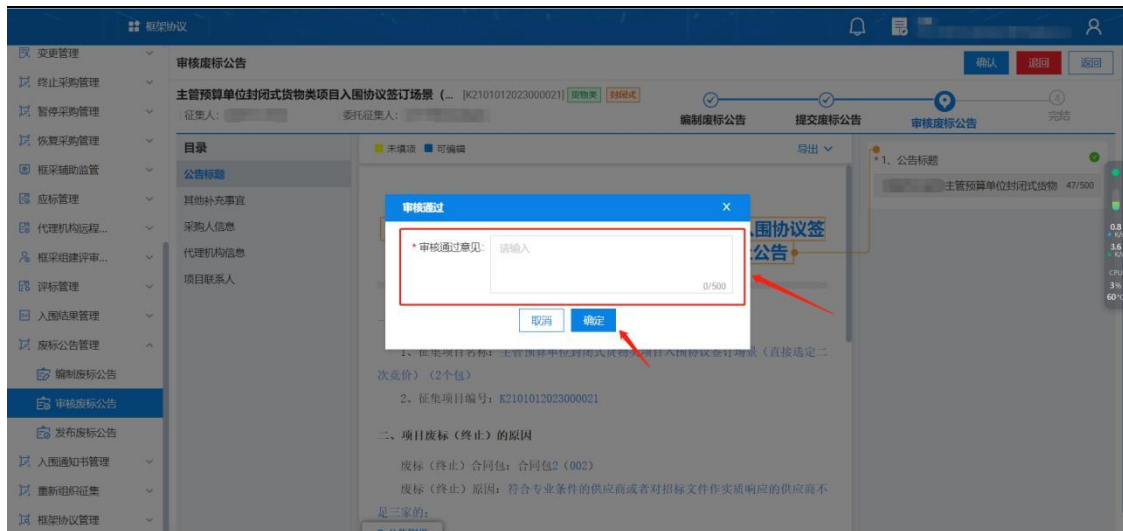 框架协议
变更管理
终止采购管理
暂停采购管理
恢复采购管理
框采辅助监管
应标管理
代理机构远程...
框采组建评审...
评标管理
入围结果管理
废标公告管理
编制废标公告
审核废标公告
发布废标公告
入围通知书管理
重新组织征集
框架协议管理
审核废标公告
确认 退回 返回
主管预算单位封闭式货物类项目入围协议签订场景（... [K2101012023000021] 货物类 封闭式
征集人： 委托征集人：
编制废标公告 提交废标公告 审核废标公告 4 完结
目录
公告标题
其他补充事宜
采购人信息
代理机构信息
项目联系人
未填项 可编辑 导出
* 1、公告标题
主管预算单位封闭式货物 47/500
审核通过 X
* 审核通过意见: 请输入
0/500
取消 确定
围协议签
公告
1、征集项目名称：主管预算单位封闭式货物类项目入围协议签订场景（直接选定二
次竞价）（2个包）
2、征集项目编号：K2101012023000021
二、项目废标（终止）的原因
废标（终止）合同包：合同包2（002）
废标（终止）原因：符合专业条件的供应商或者对招标文件作实质响应的供应商不
足三家的；
0.8
K/s
3.6
K/s
CPU
3%
60°C